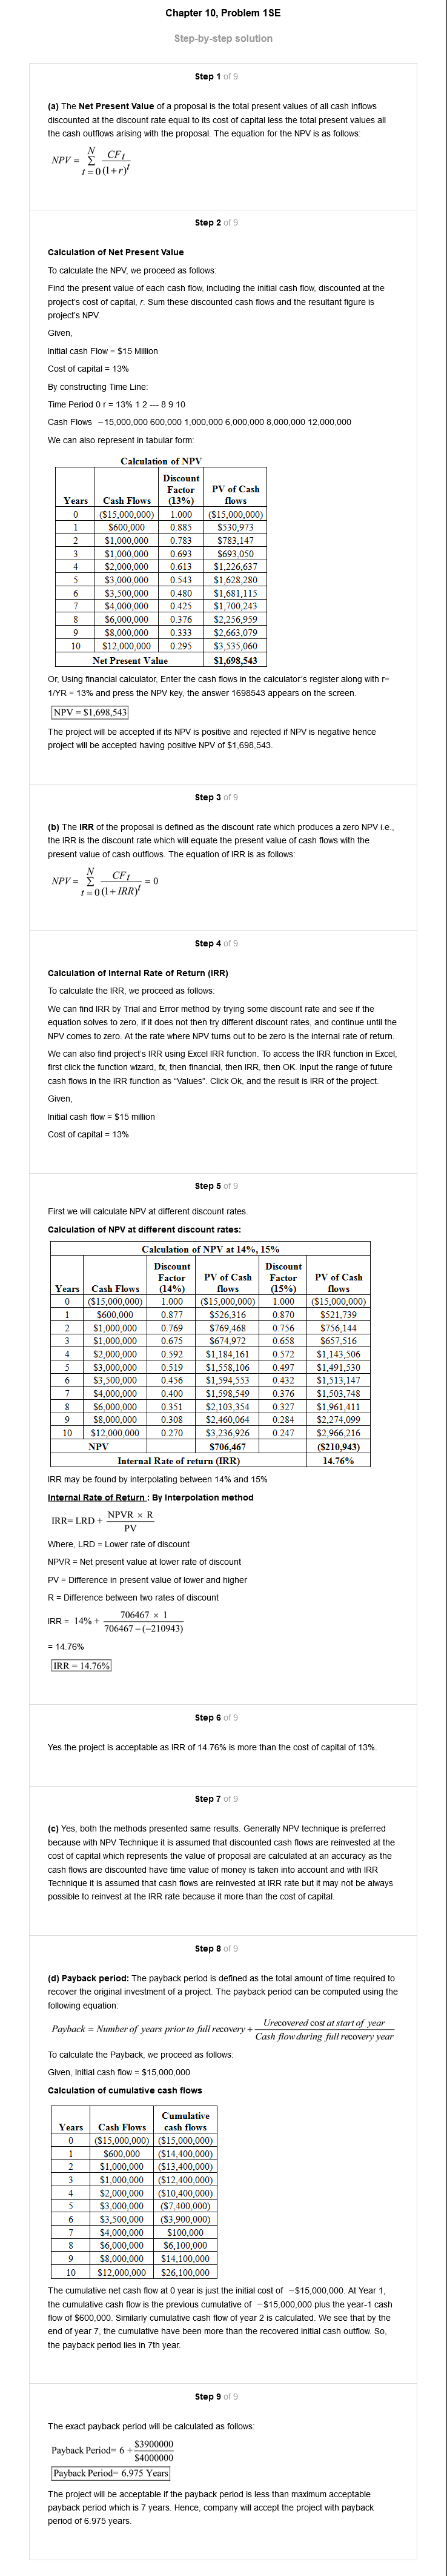 Chapter 10, Problem 1SE
Step-by-step solution
Step 1 of 9
(a) The Net Present Value of a proposal is the total present values of all cash inflows
discounted at the discount rate equal to its cost of capital less the total present values all
the cash outflows arising with the proposal. The equation for the NPV is as follows:
NPV = N Σ t = 0 CFt / (1+r)^t
Step 2 of 9
Calculation of Net Present Value
To calculate the NPV, we proceed as follows:
Find the present value of each cash flow, including the initial cash flow, discounted at the
project's cost of capital, r. Sum these discounted cash flows and the resultant figure is
project's NPV.
Given,
Initial cash Flow = $15 Million
Cost of capital = 13%
By constructing Time Line:
Time Period 0 r = 13% 1 2 --- 8 9 10
Cash Flows −15,000,000 600,000 1,000,000 6,000,000 8,000,000 12,000,000
We can also represent in tabular form:
Calculation of NPV
Years Cash Flows Discount Factor (13%) PV of Cash flows
0 ($15,000,000) 1.000 ($15,000,000)
1 $600,000 0.885 $530,973
2 $1,000,000 0.783 $783,147
3 $1,000,000 0.693 $693,050
4 $2,000,000 0.613 $1,226,637
5 $3,000,000 0.543 $1,628,280
6 $3,500,000 0.480 $1,681,115
7 $4,000,000 0.425 $1,700,243
8 $6,000,000 0.376 $2,256,959
9 $8,000,000 0.333 $2,663,079
10 $12,000,000 0.295 $3,535,060
Net Present Value $1,698,543
Or, Using financial calculator, Enter the cash flows in the calculator's register along with r=
1/YR = 13% and press the NPV key, the answer 1698543 appears on the screen.
NPV = $1,698,543
The project will be accepted if its NPV is positive and rejected if NPV is negative hence
project will be accepted having positive NPV of $1,698,543.
Step 3 of 9
(b) The IRR of the proposal is defined as the discount rate which produces a zero NPV i.e.,
the IRR is the discount rate which will equate the present value of cash flows with the
present value of cash outflows. The equation of IRR is as follows:
NPV = N Σ t = 0 CFt / (1+ IRR)^t = 0
Step 4 of 9
Calculation of Internal Rate of Return (IRR)
To calculate the IRR, we proceed as follows:
We can find IRR by Trial and Error method by trying some discount rate and see if the
equation solves to zero, if it does not then try different discount rates, and continue until the
NPV comes to zero. At the rate where NPV turns out to be zero is the internal rate of return.
We can also find project's IRR using Excel IRR function. To access the IRR function in Excel,
first click the function wizard, fx, then financial, then IRR, then OK. Input the range of future
cash flows in the IRR function as "Values". Click Ok, and the result is IRR of the project.
Given,
Initial cash flow = $15 million
Cost of capital = 13%
Step 5 of 9
First we will calculate NPV at different discount rates.
Calculation of NPV at different discount rates:
Calculation of NPV at 14%, 15%
Years Cash Flows Discount Factor (14%) PV of Cash flows Discount Factor (15%) PV of Cash flows
0 ($15,000,000) 1.000 ($15,000,000) 1.000 ($15,000,000)
1 $600,000 0.877 $526,316 0.870 $521,739
2 $1,000,000 0.769 $769,468 0.756 $756,144
3 $1,000,000 0.675 $674,972 0.658 $657,516
4 $2,000,000 0.592 $1,184,161 0.572 $1,143,506
5 $3,000,000 0.519 $1,558,106 0.497 $1,491,530
6 $3,500,000 0.456 $1,594,553 0.432 $1,513,147
7 $4,000,000 0.400 $1,598,549 0.376 $1,503,748
8 $6,000,000 0.351 $2,103,354 0.327 $1,961,411
9 $8,000,000 0.308 $2,460,064 0.284 $2,274,099
10 $12,000,000 0.270 $3,236,926 0.247 $2,966,216
NPV $706,467 ($210,943)
Internal Rate of return (IRR) 14.76%
IRR may be found by interpolating between 14% and 15%
Internal Rate of Return : By interpolation method
IRR= LRD + NPVR × R / PV
Where, LRD = Lower rate of discount
NPVR = Net present value at lower rate of discount
PV = Difference in present value of lower and higher
R = Difference between two rates of discount
IRR = 14% + 706467 × 1 / 706467 – (−210943)
= 14.76%
IRR = 14.76%
Step 6 of 9
Yes the project is acceptable as IRR of 14.76% is more than the cost of capital of 13%.
Step 7 of 9
(c) Yes, both the methods presented same results. Generally NPV technique is preferred
because with NPV Technique it is assumed that discounted cash flows are reinvested at the
cost of capital which represents the value of proposal are calculated at an accuracy as the
cash flows are discounted have time value of money is taken into account and with IRR
Technique it is assumed that cash flows are reinvested at IRR rate but it may not be always
possible to reinvest at the IRR rate because it more than the cost of capital.
Step 8 of 9
(d) Payback period: The payback period is defined as the total amount of time required to
recover the original investment of a project. The payback period can be computed using the
following equation:
Payback = Number of years prior to full recovery + Urecovered cost at start of year / Cash flow during full recovery year
To calculate the Payback, we proceed as follows:
Given, Initial cash flow = $15,000,000
Calculation of cumulative cash flows
Years Cash Flows Cumulative cash flows
0 ($15,000,000) ($15,000,000)
1 $600,000 ($14,400,000)
2 $1,000,000 ($13,400,000)
3 $1,000,000 ($12,400,000)
4 $2,000,000 ($10,400,000)
5 $3,000,000 ($7,400,000)
6 $3,500,000 ($3,900,000)
7 $4,000,000 $100,000
8 $6,000,000 $6,100,000
9 $8,000,000 $14,100,000
10 $12,000,000 $26,100,000
The cumulative net cash flow at 0 year is just the initial cost of −$15,000,000. At Year 1,
the cumulative cash flow is the previous cumulative of −$15,000,000 plus the year-1 cash
flow of $600,000. Similarly cumulative cash flow of year 2 is calculated. We see that by the
end of year 7, the cumulative have been more than the recovered initial cash outflow. So,
the payback period lies in 7th year.
Step 9 of 9
The exact payback period will be calculated as follows:
Payback Period= 6 + $3900000 / $4000000
Payback Period= 6.975 Years
The project will be acceptable if the payback period is less than maximum acceptable
payback period which is 7 years. Hence, company will accept the project with payback
period of 6.975 years.